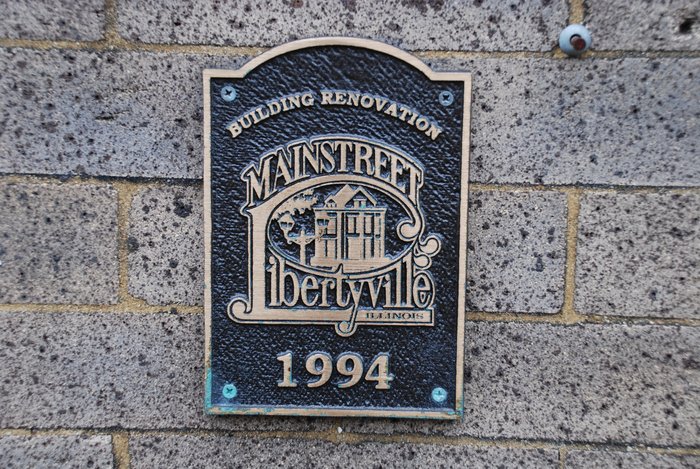 BUILDING RENOVATION
MAINSTREET
Libertyville
ILLINOIS
1994